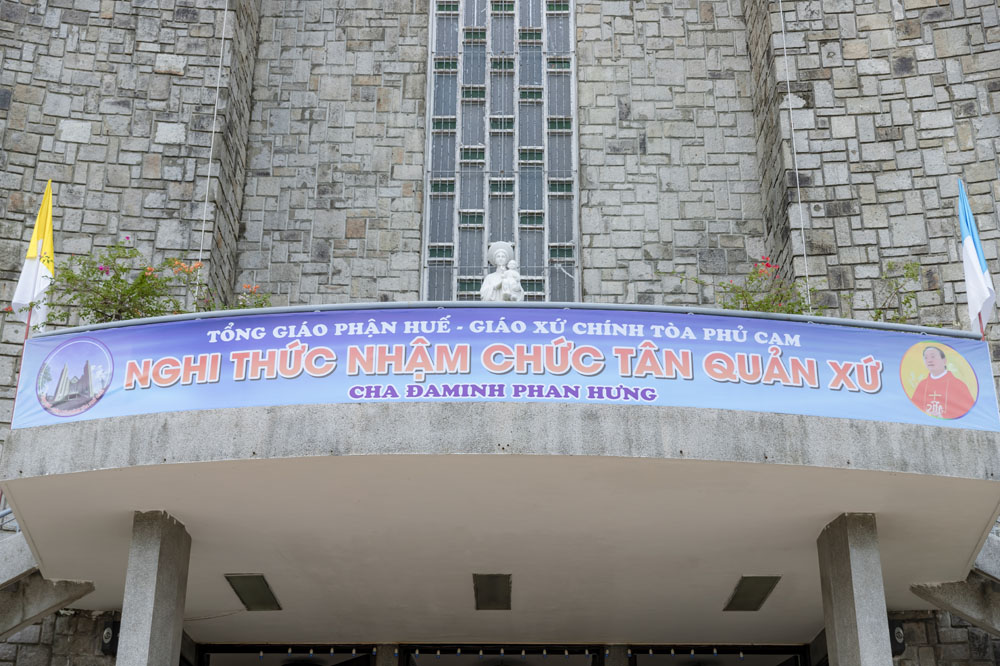 TỔNG GIÁO PHẬN HUẾ - GIÁO XỨ CHÍNH TÒA PHỦ CAM
NGHI THỨC NHẬM CHỨC TÂN QUẢN XỨ
CHA ĐAMINH PHAN HƯNG